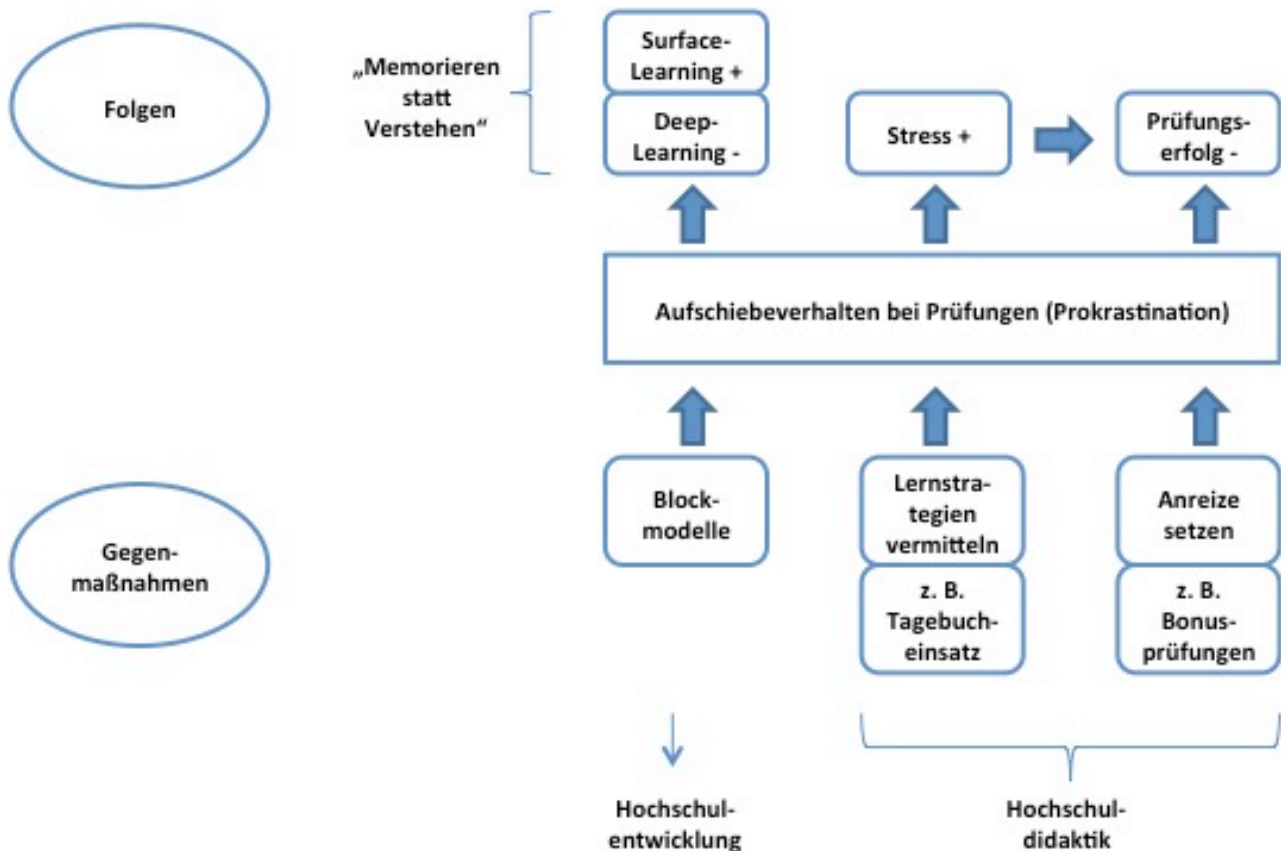 Folgen
„Memorieren
statt
Verstehen“
Surface-
Learning +
Deep-
Learning -
Stress +
Prüfungs-
erfolg -
Aufschiebeverhalten bei Prüfungen (Prokrastination)
Gegen-
maßnahmen
Block-
modelle
Lernstra-
tegien
vermitteln
z. B.
Tagebuch-
einsatz
Anreize
setzen
z. B.
Bonus-
prüfungen
Hochschul-
entwicklung
Hochschul-
didaktik